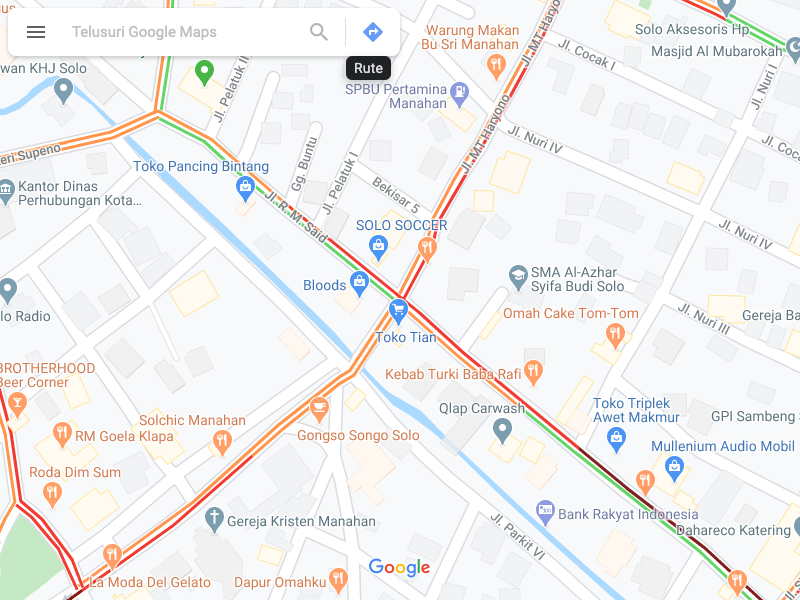 Telusuri Google Maps
Rute
Warung Makan
Bu Sri Manahan
Solo Aksesoris Hp
Masjid Al Mubarokah
Jl. MT Haryono
Jl. Cocak I
Jl. Nuri I
wan KHJ Solo
Jl. Pelatuk II
SPBU Pertamina
Manahan
Jl. MT Haryono
Jl. Nuri IV
Jl. Coc
eri Supeno
Gg. Buntu
Jl. Pelatuk I
Toko Pancing Bintang
Bekisar 5
Kantor Dinas
Perhubungan Kota...
Jl. R.M. Said
SOLO SOCCER
Jl. Nuri IV
SMA Al-Azhar
Syifa Budi Solo
Bloods
lo Radio
Omah Cake Tom-Tom
Jl. Nuri III
Gereja Ba
Toko Tian
BROTHERHOOD
Beer Corner
Kebab Turki Baba Rafi
Qlap Carwash
Toko Triplek
Awet Makmur
GPI Sambeng S
Solchic Manahan
RM Goela Klapa
Gongso Songo Solo
Mullenium Audio Mobil
Roda Dim Sum
Gereja Kristen Manahan
Bank Rakyat Indonesia
Jl. Parkit VI
Dahareco Katering
Google
La Moda Del Gelato
Dapur Omahku
Jl. S